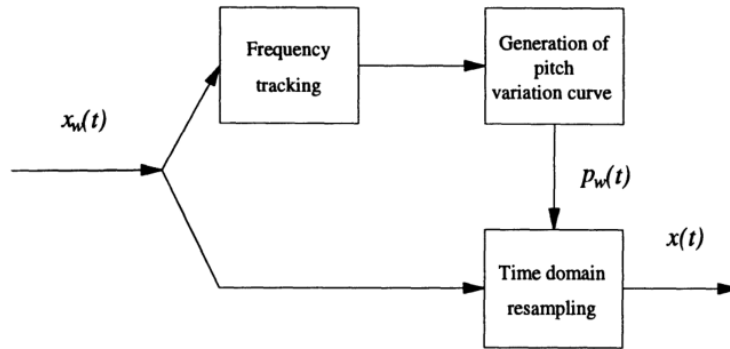 Frequency
tracking
Generation of
pitch
variation curve
x_w(t)
p_w(t)
x(t)
Time domain
resampling